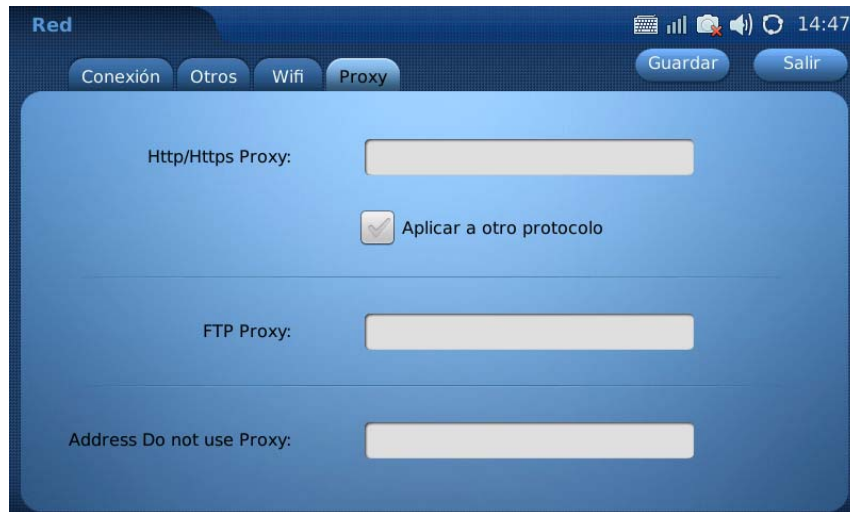 Red
14:47
Conexión
Otros
Wifi
Proxy
Guardar
Salir
Http/Https Proxy:
Aplicar a otro protocolo
FTP Proxy:
Address Do not use Proxy: